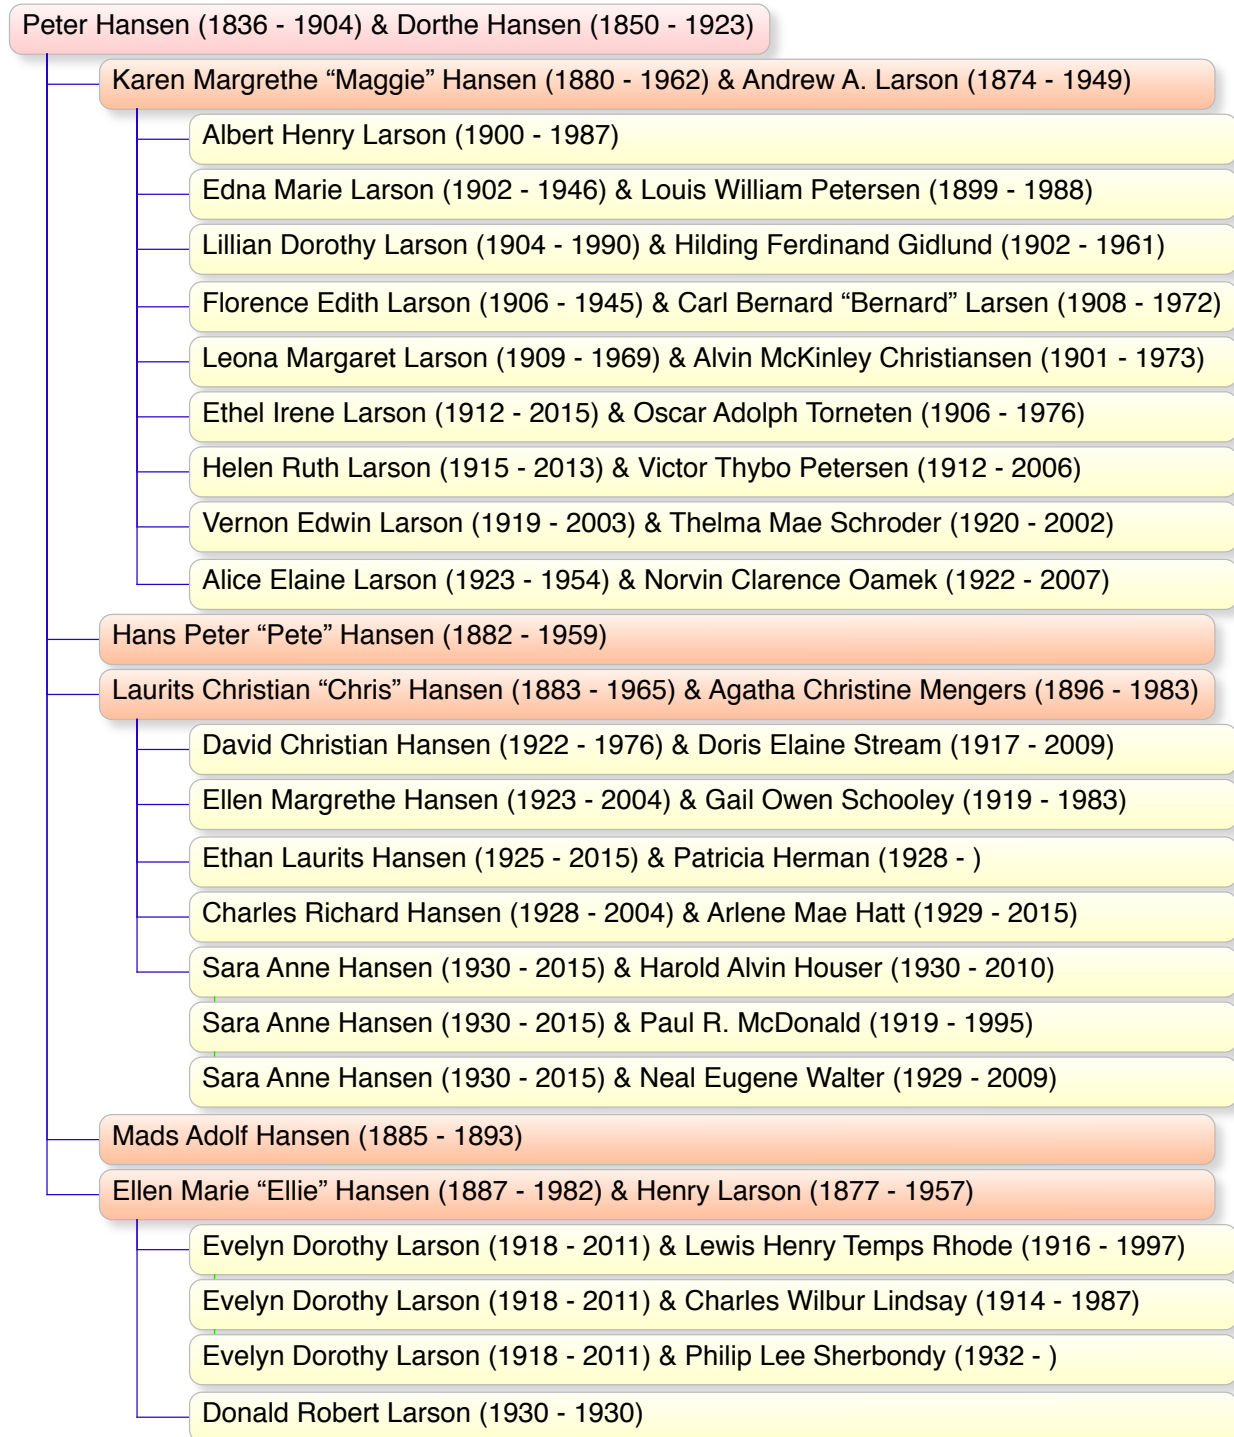 Peter Hansen (1836 - 1904) & Dorthe Hansen (1850 - 1923)
Karen Margrethe “Maggie” Hansen (1880 - 1962) & Andrew A. Larson (1874 - 1949)
Albert Henry Larson (1900 - 1987)
Edna Marie Larson (1902 - 1946) & Louis William Petersen (1899 - 1988)
Lillian Dorothy Larson (1904 - 1990) & Hilding Ferdinand Gidlund (1902 - 1961)
Florence Edith Larson (1906 - 1945) & Carl Bernard “Bernard” Larsen (1908 - 1972)
Leona Margaret Larson (1909 - 1969) & Alvin McKinley Christiansen (1901 - 1973)
Ethel Irene Larson (1912 - 2015) & Oscar Adolph Torneten (1906 - 1976)
Helen Ruth Larson (1915 - 2013) & Victor Thybo Petersen (1912 - 2006)
Vernon Edwin Larson (1919 - 2003) & Thelma Mae Schroder (1920 - 2002)
Alice Elaine Larson (1923 - 1954) & Norvin Clarence Oamek (1922 - 2007)
Hans Peter “Pete” Hansen (1882 - 1959)
Laurits Christian “Chris” Hansen (1883 - 1965) & Agatha Christine Mengers (1896 - 1983)
David Christian Hansen (1922 - 1976) & Doris Elaine Stream (1917 - 2009)
Ellen Margrethe Hansen (1923 - 2004) & Gail Owen Schooley (1919 - 1983)
Ethan Laurits Hansen (1925 - 2015) & Patricia Herman (1928 - )
Charles Richard Hansen (1928 - 2004) & Arlene Mae Hatt (1929 - 2015)
Sara Anne Hansen (1930 - 2015) & Harold Alvin Houser (1930 - 2010)
Sara Anne Hansen (1930 - 2015) & Paul R. McDonald (1919 - 1995)
Sara Anne Hansen (1930 - 2015) & Neal Eugene Walter (1929 - 2009)
Mads Adolf Hansen (1885 - 1893)
Ellen Marie “Ellie” Hansen (1887 - 1982) & Henry Larson (1877 - 1957)
Evelyn Dorothy Larson (1918 - 2011) & Lewis Henry Temps Rhode (1916 - 1997)
Evelyn Dorothy Larson (1918 - 2011) & Charles Wilbur Lindsay (1914 - 1987)
Evelyn Dorothy Larson (1918 - 2011) & Philip Lee Sherbondy (1932 - )
Donald Robert Larson (1930 - 1930)